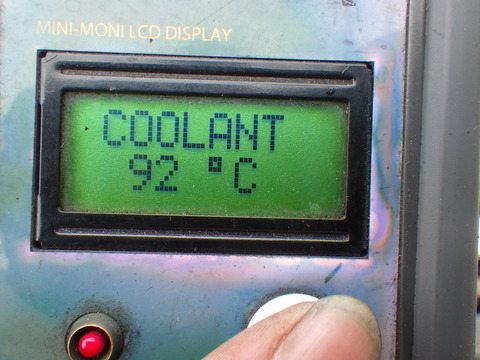 MINI-MONI LCD DISPLAY
COOLANT
92 °C